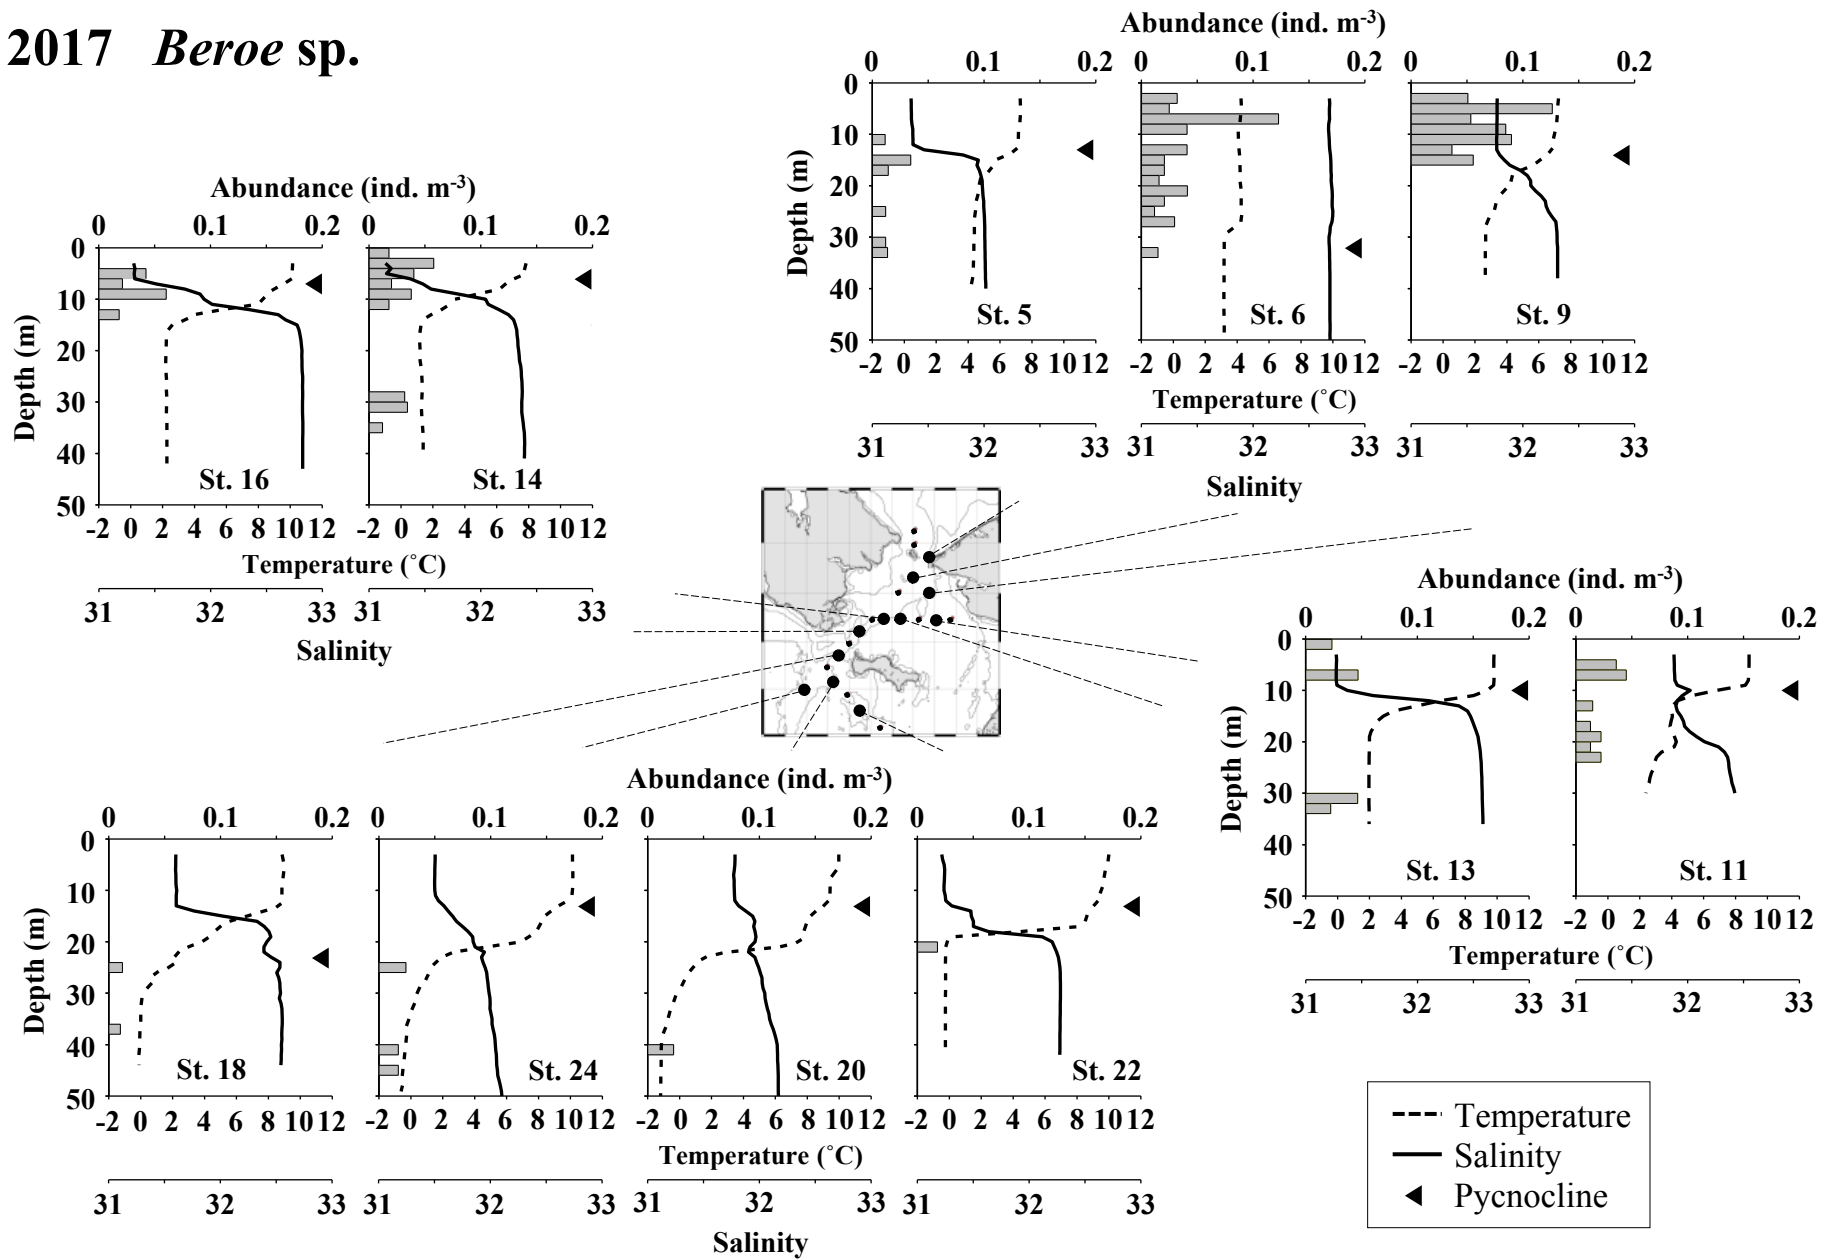 2017 Beroe sp.
Abundance (ind. m-3)
0 0.1 0.2 0 0.1 0.2 0 0.1 0.2
0
10
20
30
40
50
Depth (m)
St. 5 St. 6 St. 9
-2 0 2 4 6 8 10 12 -2 0 2 4 6 8 10 12 -2 0 2 4 6 8 10 12
Temperature (˚C)
31 32 33 31 32 33 31 32 33
Salinity
Abundance (ind. m-3)
0 0.1 0.2 0 0.1 0.2
0
10
20
30
40
50
Depth (m)
St. 16 St. 14
-2 0 2 4 6 8 10 12 -2 0 2 4 6 8 10 12
Temperature (˚C)
31 32 33 31 32 33
Salinity
Abundance (ind. m-3)
0 0.1 0.2 0 0.1 0.2
0
10
20
30
40
50
Depth (m)
St. 13 St. 11
-2 0 2 4 6 8 10 12 -2 0 2 4 6 8 10 12
Temperature (˚C)
31 32 33 31 32 33
Salinity
Abundance (ind. m-3)
0 0.1 0.2 0 0.1 0.2 0 0.1 0.2 0 0.1 0.2
0
10
20
30
40
50
Depth (m)
St. 18 St. 24 St. 20 St. 22
-2 0 2 4 6 8 10 12 -2 0 2 4 6 8 10 12 -2 0 2 4 6 8 10 12 -2 0 2 4 6 8 10 12
Temperature (˚C)
31 32 33 31 32 33 31 32 33 31 32 33
Salinity
Temperature
Salinity
Pycnocline